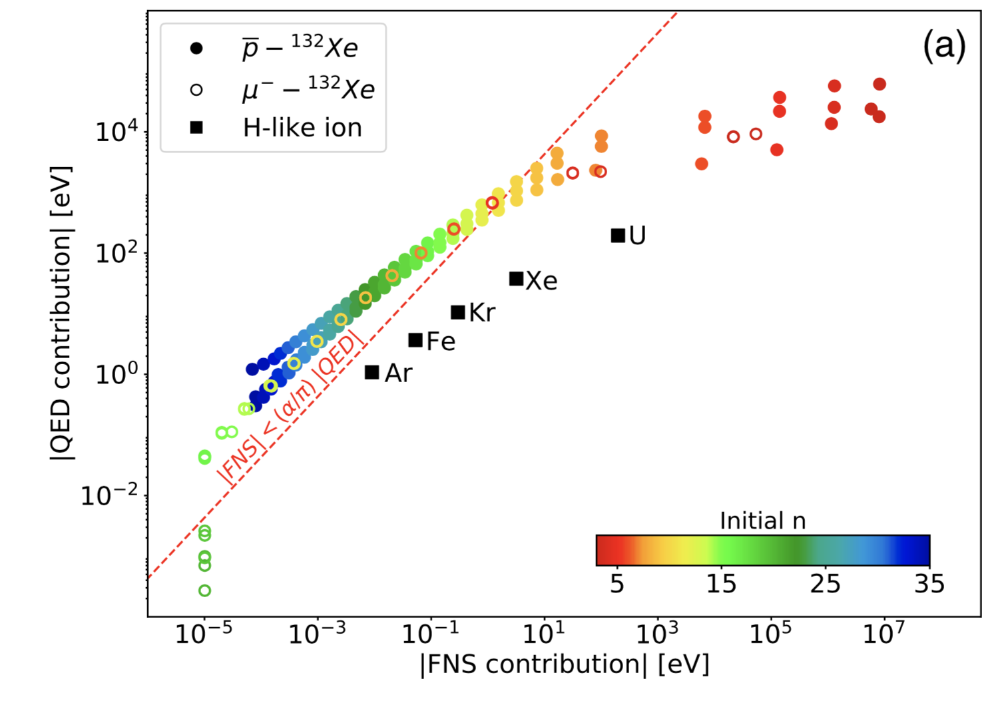 (a)
p̅ – ¹³²Xe
μ⁻ – ¹³²Xe
H-like ion
|QED contribution| [eV]
10⁴
10²
10⁰
10⁻²
U
Xe
Kr
Fe
Ar
|FNS| < (α/π) |QED|
Initial n
5 15 25 35
10⁻⁵ 10⁻³ 10⁻¹ 10¹ 10³ 10⁵ 10⁷
|FNS contribution| [eV]